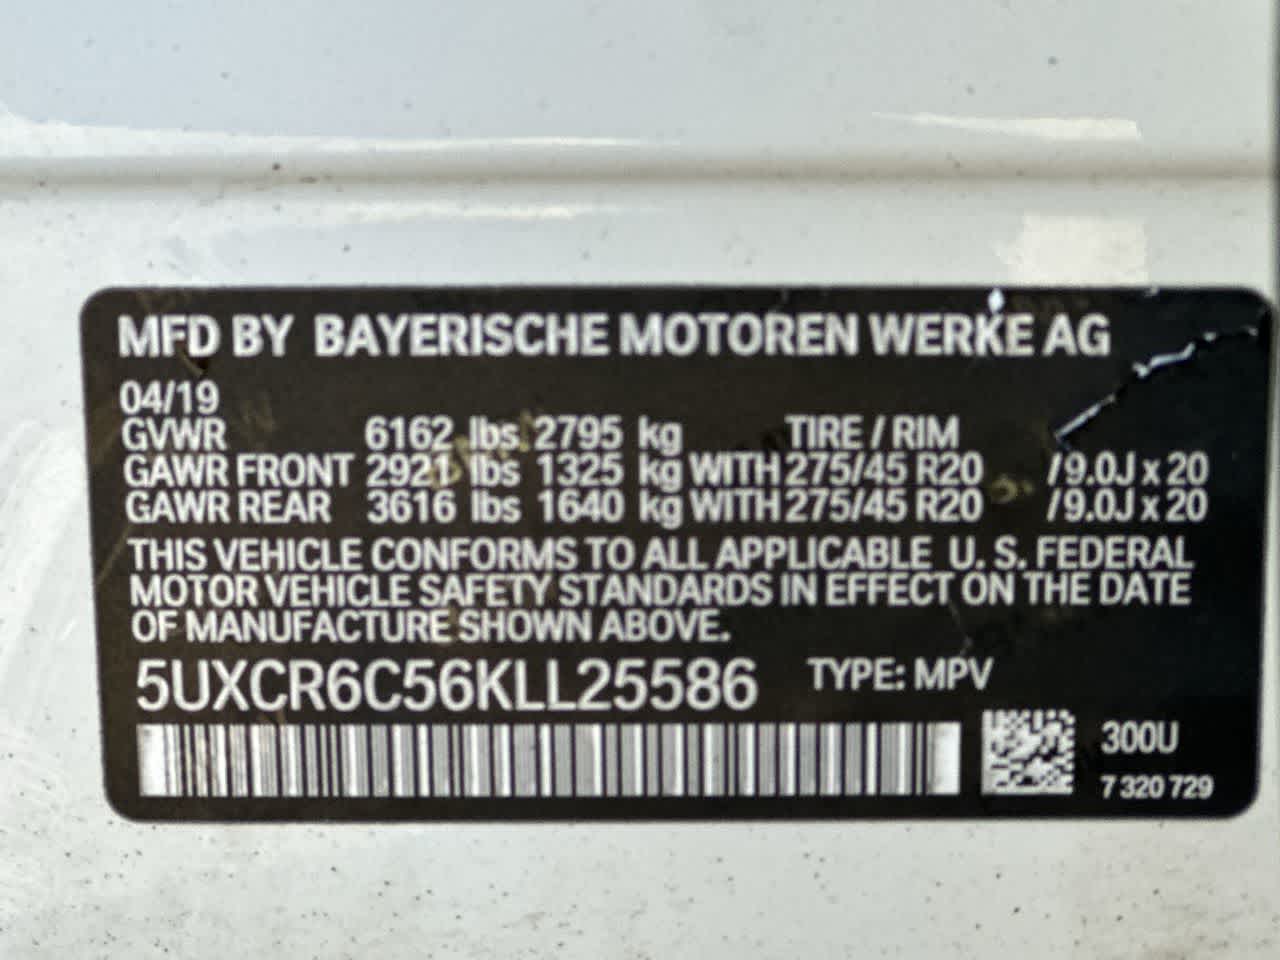 MFD BY BAYERISCHE MOTOREN WERKE AG
04/19
GVWR 6162 lbs 2795 kg TIRE / RIM
GAWR FRONT 2921 lbs 1325 kg WITH 275/45 R20 /9.0J x 20
GAWR REAR 3616 lbs 1640 kg WITH 275/45 R20 /9.0J x 20
THIS VEHICLE CONFORMS TO ALL APPLICABLE U. S. FEDERAL
MOTOR VEHICLE SAFETY STANDARDS IN EFFECT ON THE DATE
OF MANUFACTURE SHOWN ABOVE.
5UXCR6C56KLL25586 TYPE: MPV
300U
7 320 729